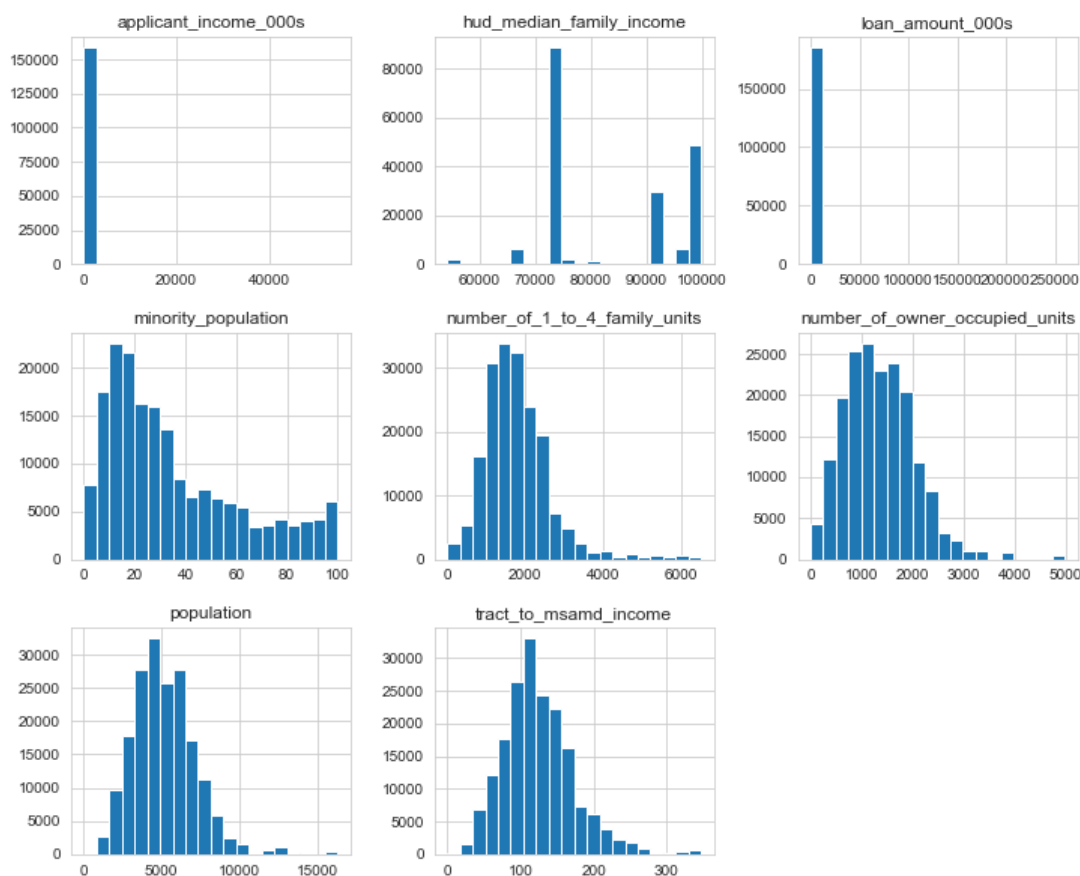 applicant_income_000s
150000
125000
100000
75000
50000
25000
0
0 20000 40000
hud_median_family_income
80000
60000
40000
20000
0
60000 70000 80000 90000 100000
loan_amount_000s
150000
100000
50000
0
0 50000 100000 150000 200000 250000
minority_population
20000
15000
10000
5000
0
0 20 40 60 80 100
number_of_1_to_4_family_units
30000
20000
10000
0
0 2000 4000 6000
number_of_owner_occupied_units
25000
20000
15000
10000
5000
0
0 1000 2000 3000 4000 5000
population
30000
25000
20000
15000
10000
5000
0
0 5000 10000 15000
tract_to_msamd_income
30000
25000
20000
15000
10000
5000
0
0 100 200 300